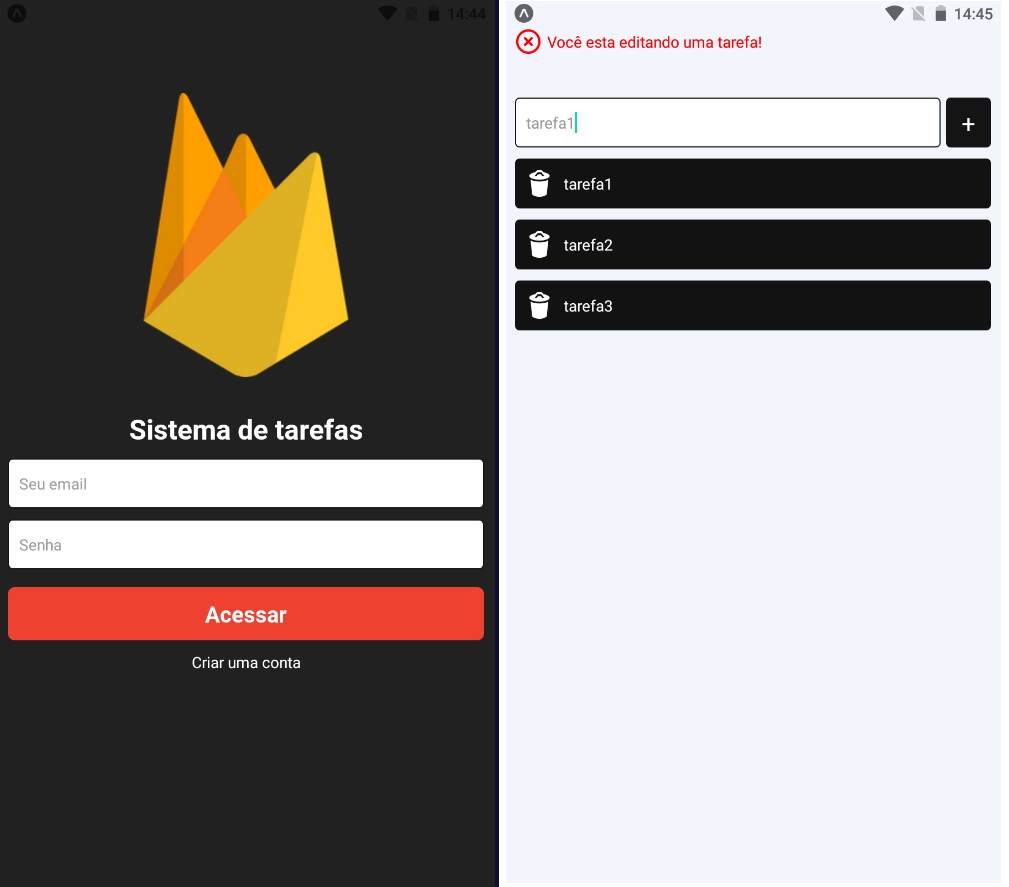 14:44
Sistema de tarefas
Seu email
Senha
Acessar
Criar uma conta
14:45
Você esta editando uma tarefa!
tarefa1
+
tarefa1
tarefa2
tarefa3